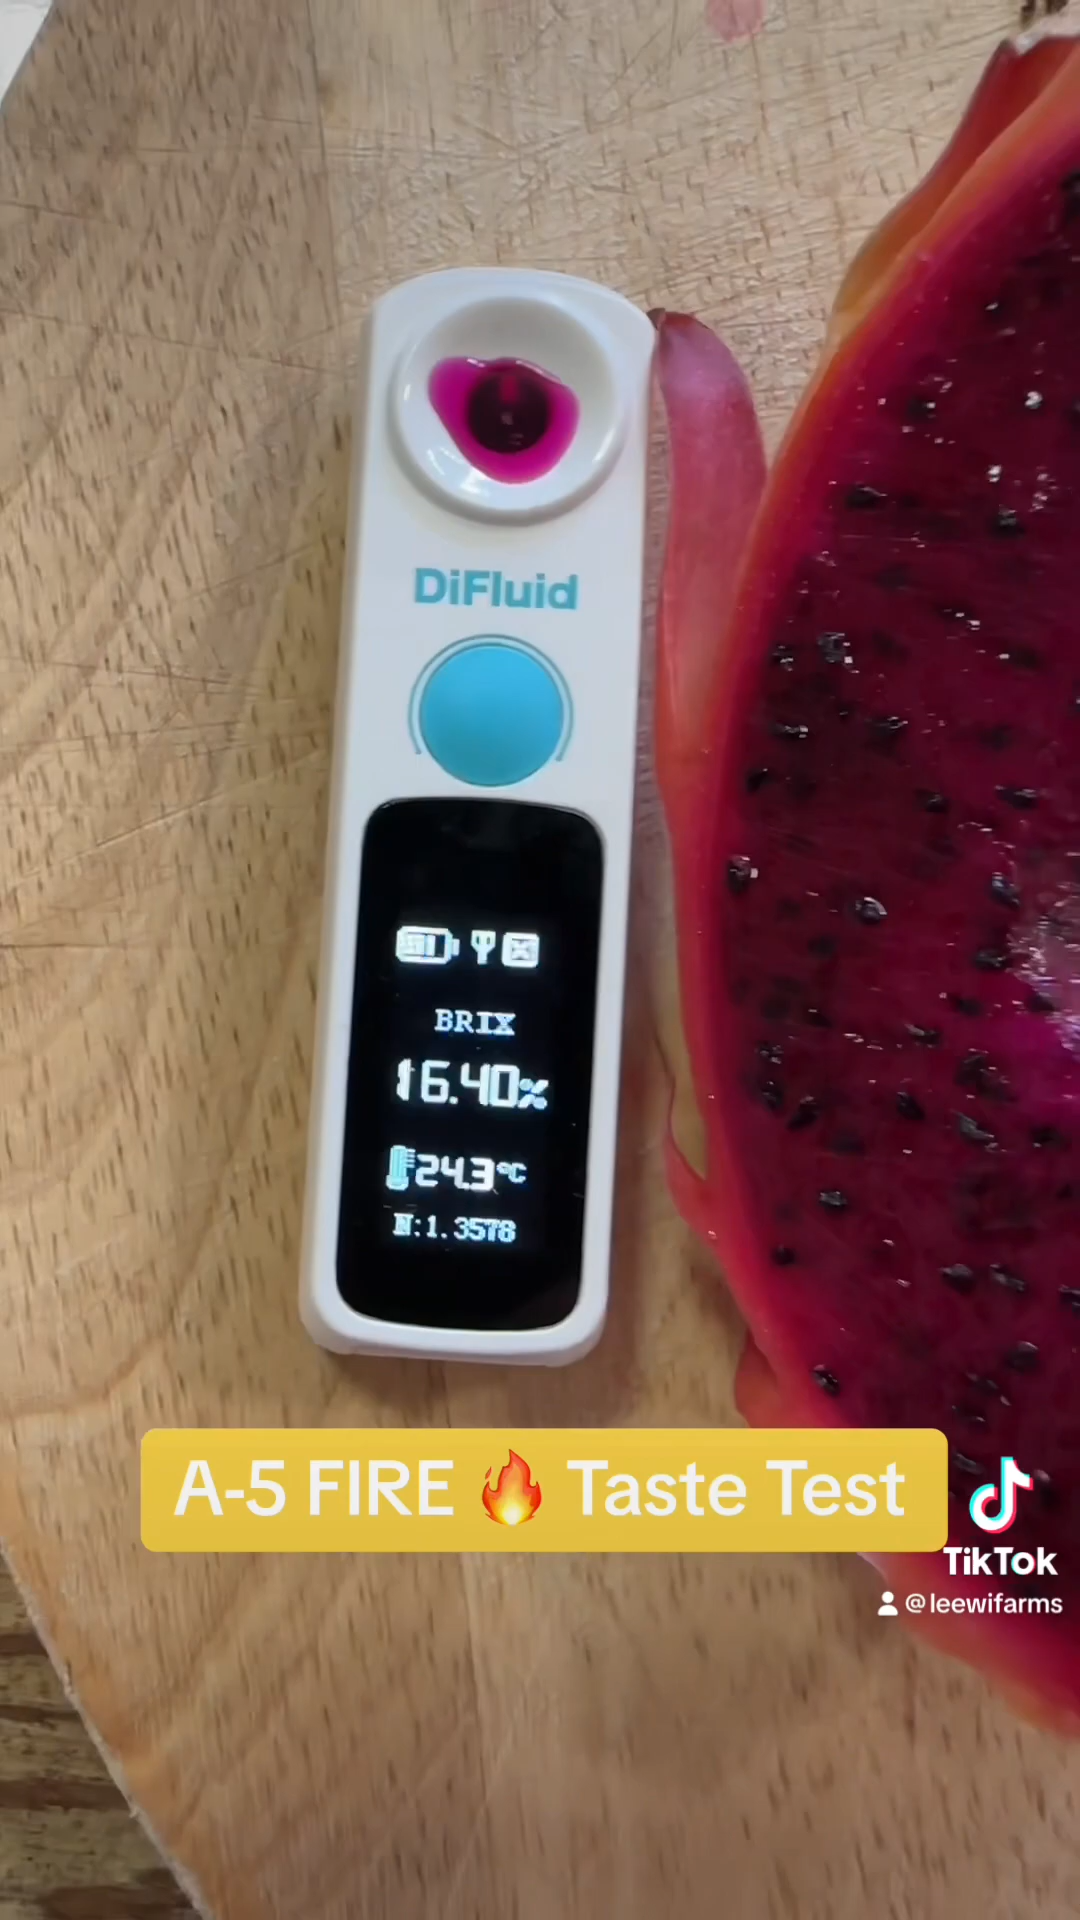 DiFluid
BRIX
16.40%
24.3°C
N:1.3578
A-5 FIRE 🔥 Taste Test
TikTok
@leewifarms